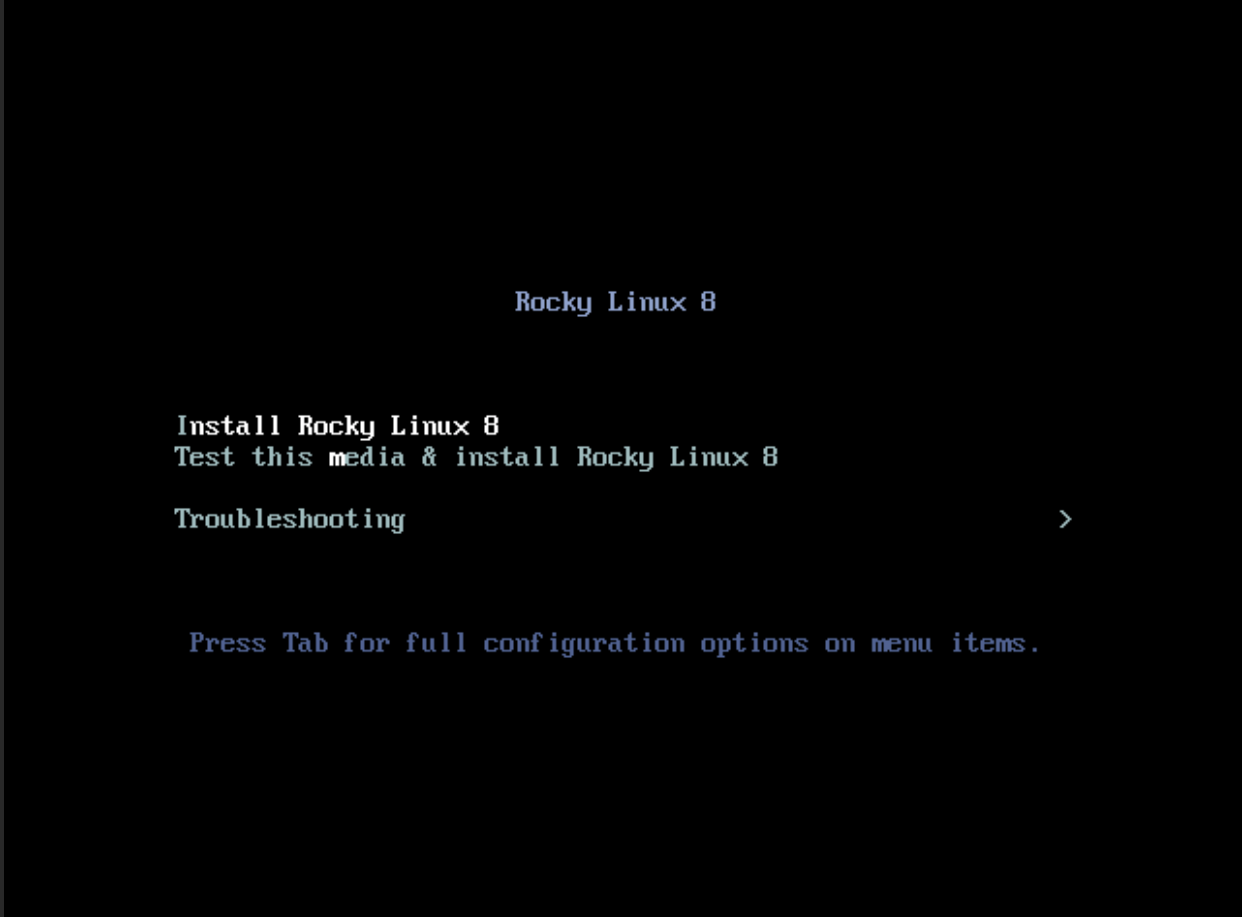 Rocky Linux 8
Install Rocky Linux 8
Test this media & install Rocky Linux 8
Troubleshooting >
Press Tab for full configuration options on menu items.